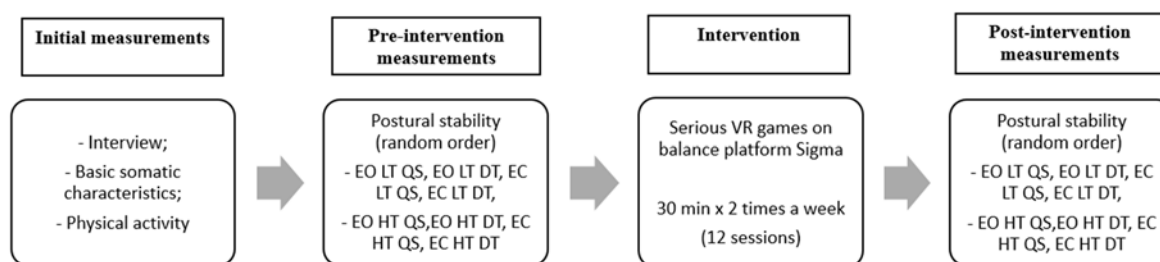 Initial measurements
Pre-intervention
measurements
Intervention
Post-intervention
measurements
- Interview;
- Basic somatic
characteristics;
- Physical activity
Postural stability
(random order)
- EO LT QS, EO LT DT, EC
LT QS, EC LT DT,
- EO HT QS,EO HT DT, EC
HT QS, EC HT DT
Serious VR games on
balance platform Sigma
30 min x 2 times a week
(12 sessions)
Postural stability
(random order)
- EO LT QS, EO LT DT, EC
LT QS, EC LT DT,
- EO HT QS,EO HT DT, EC
HT QS, EC HT DT